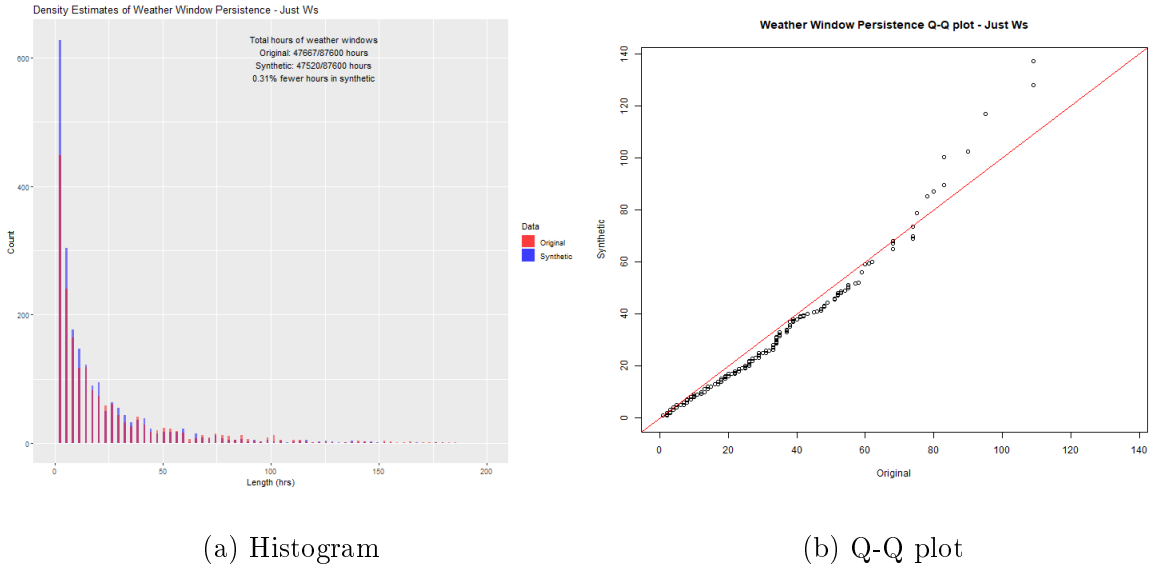 Density Estimates of Weather Window Persistence - Just Ws
Total hours of weather windows
Original: 47667/87600 hours
Synthetic: 47520/87600 hours
0.31% fewer hours in synthetic
600
400
200
0
Count
0 50 100 150 200
Length (hrs)
Data
Original
Synthetic
(a) Histogram
Weather Window Persistence Q-Q plot - Just Ws
140
120
100
80
60
40
20
0
Synthetic
0 20 40 60 80 100 120 140
Original
(b) Q-Q plot